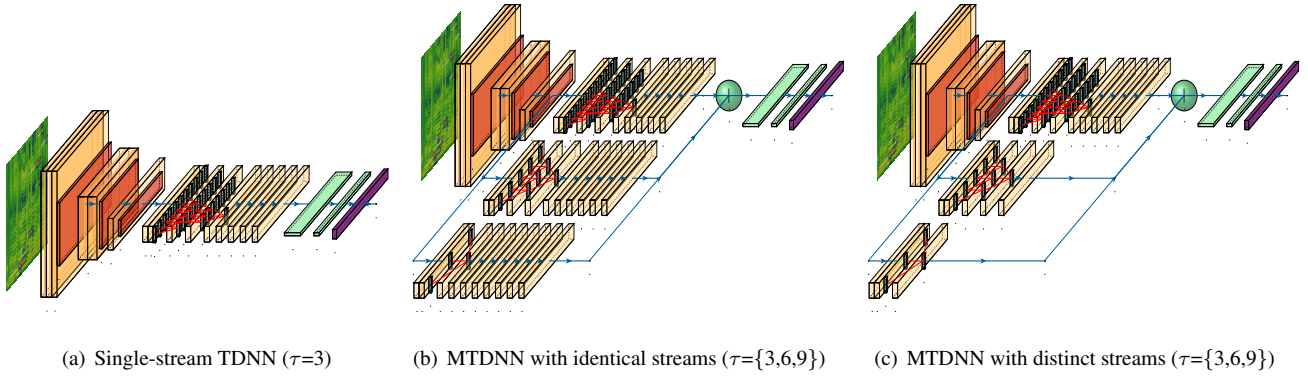 (a) Single-stream TDNN (τ=3)
(b) MTDNN with identical streams (τ={3,6,9})
(c) MTDNN with distinct streams (τ={3,6,9})